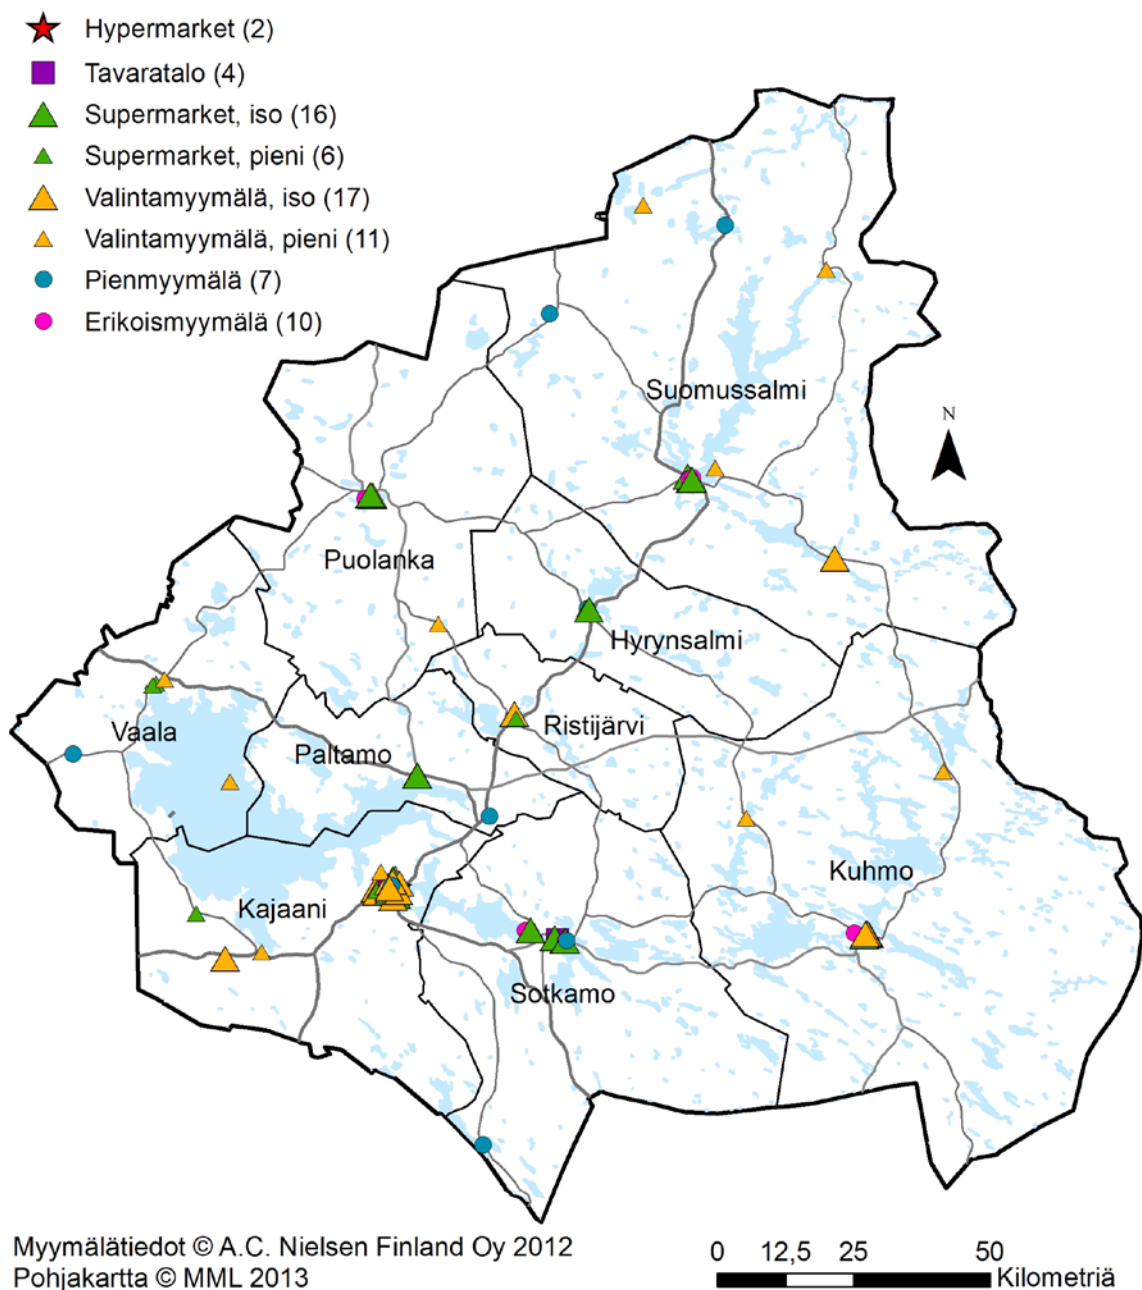 Hypermarket (2)
Tavaratalo (4)
Supermarket, iso (16)
Supermarket, pieni (6)
Valintamyymälä, iso (17)
Valintamyymälä, pieni (11)
Pienmyymälä (7)
Erikoismyymälä (10)
Suomussalmi
N
Puolanka
Hyrynsalmi
Vaala
Ristijärvi
Paltamo
Kuhmo
Kajaani
Sotkamo
Myymälätiedot © A.C. Nielsen Finland Oy 2012
Pohjakartta © MML 2013
0 12,5 25 50
Kilometriä